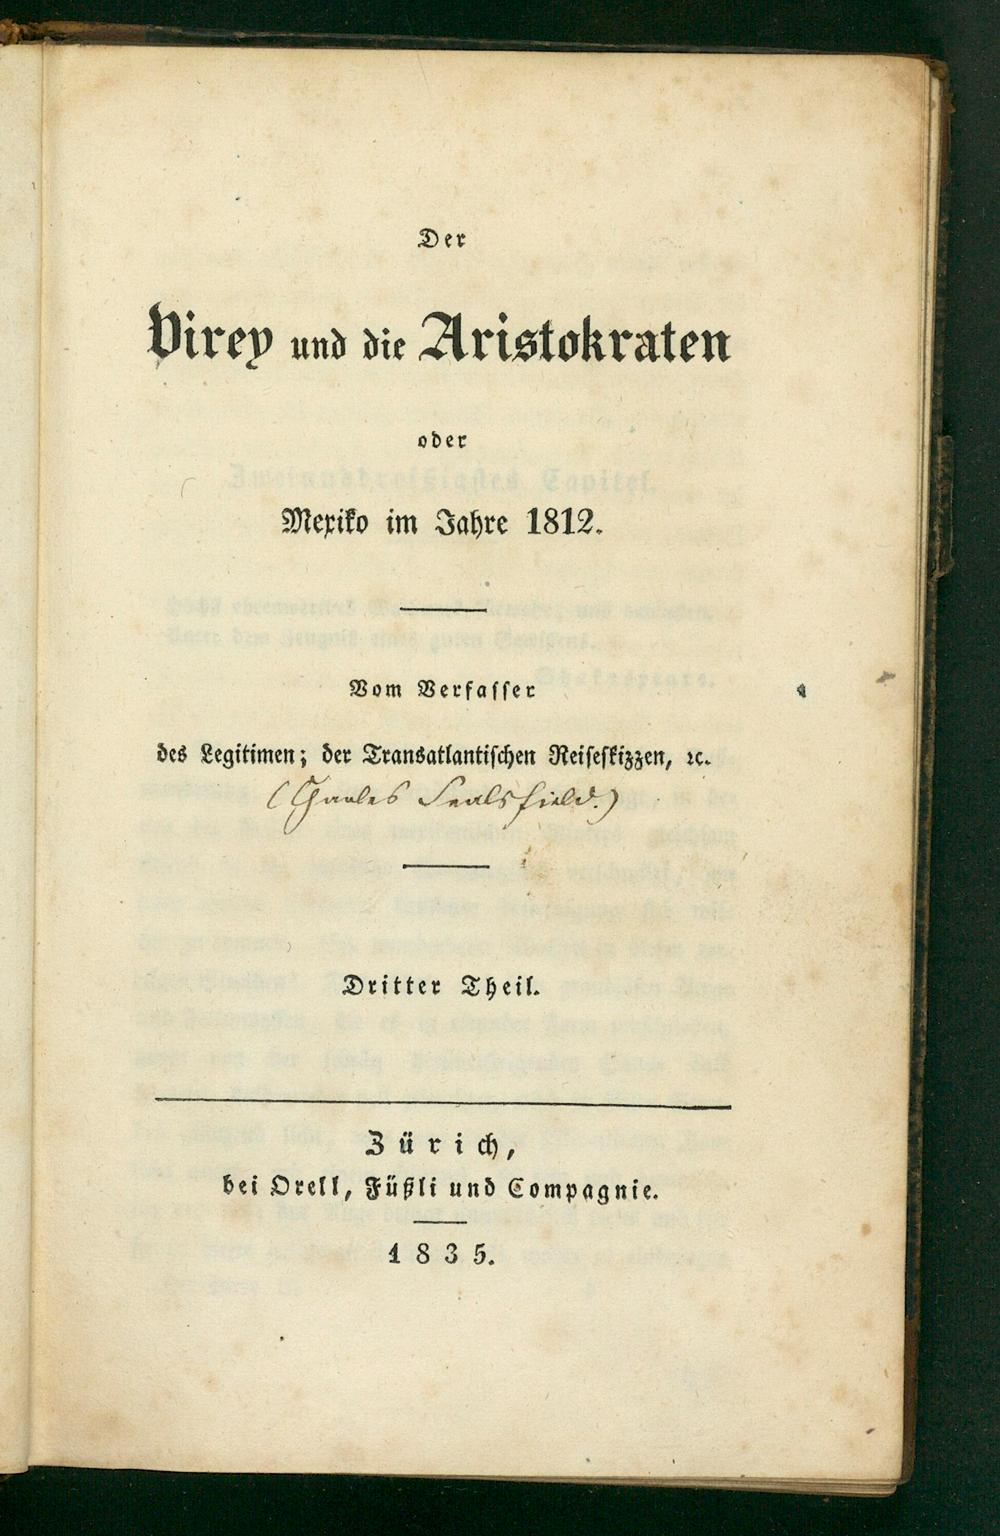 Der
Virey und die Aristokraten
oder
Mexiko im Jahre 1812.
Vom Verfasser
des Legitimen; der Transatlantischen Reiseskizzen, ꝛc.
(Charles Sealsfield.)
Dritter Theil.
Zürich,
bei Orell, Füßli und Compagnie.
1835.